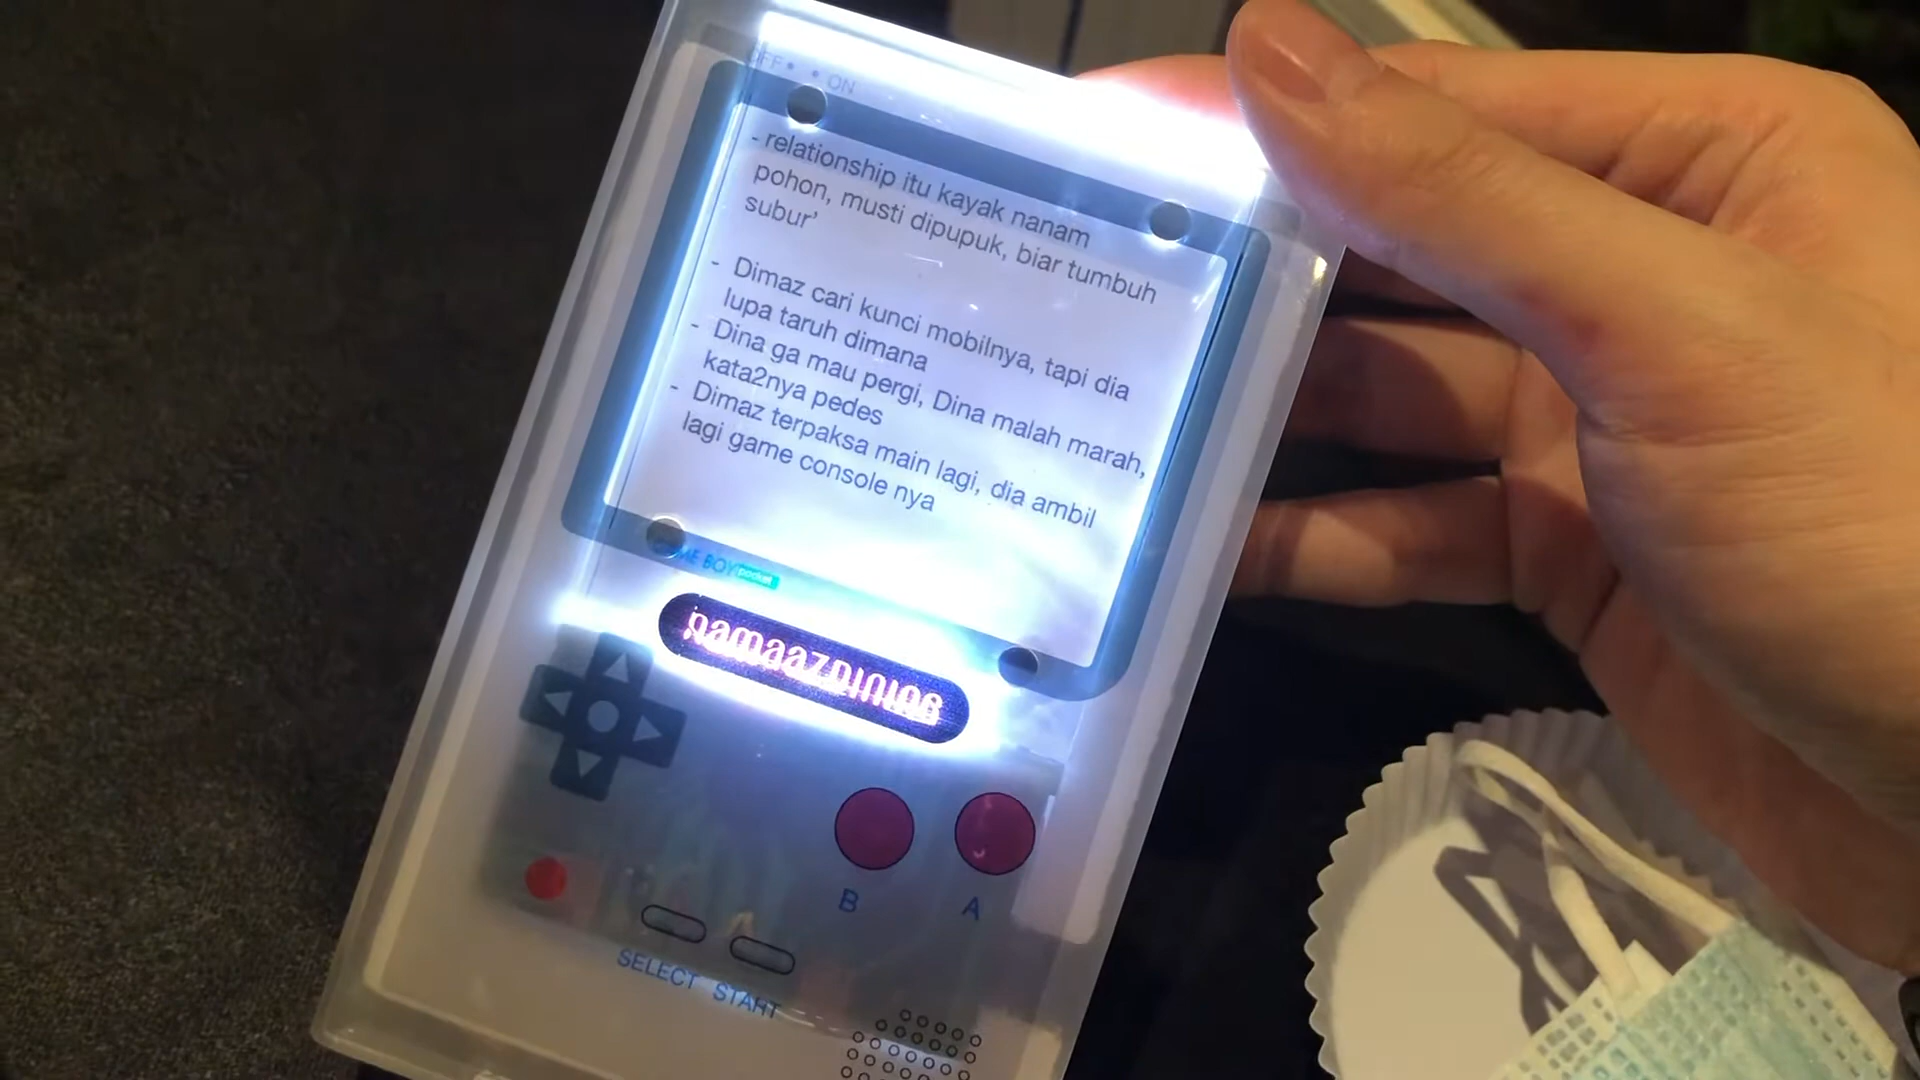 OFF • • ON
- relationship itu kayak nanam
pohon, musti dipupuk, biar tumbuh
subur'
- Dimaz cari kunci mobilnya, tapi dia
lupa taruh dimana
- Dina ga mau pergi, Dina malah marah,
kata2nya pedes
- Dimaz terpaksa main lagi, dia ambil
lagi game console nya
GAME BOY pocket
B A
SELECT START